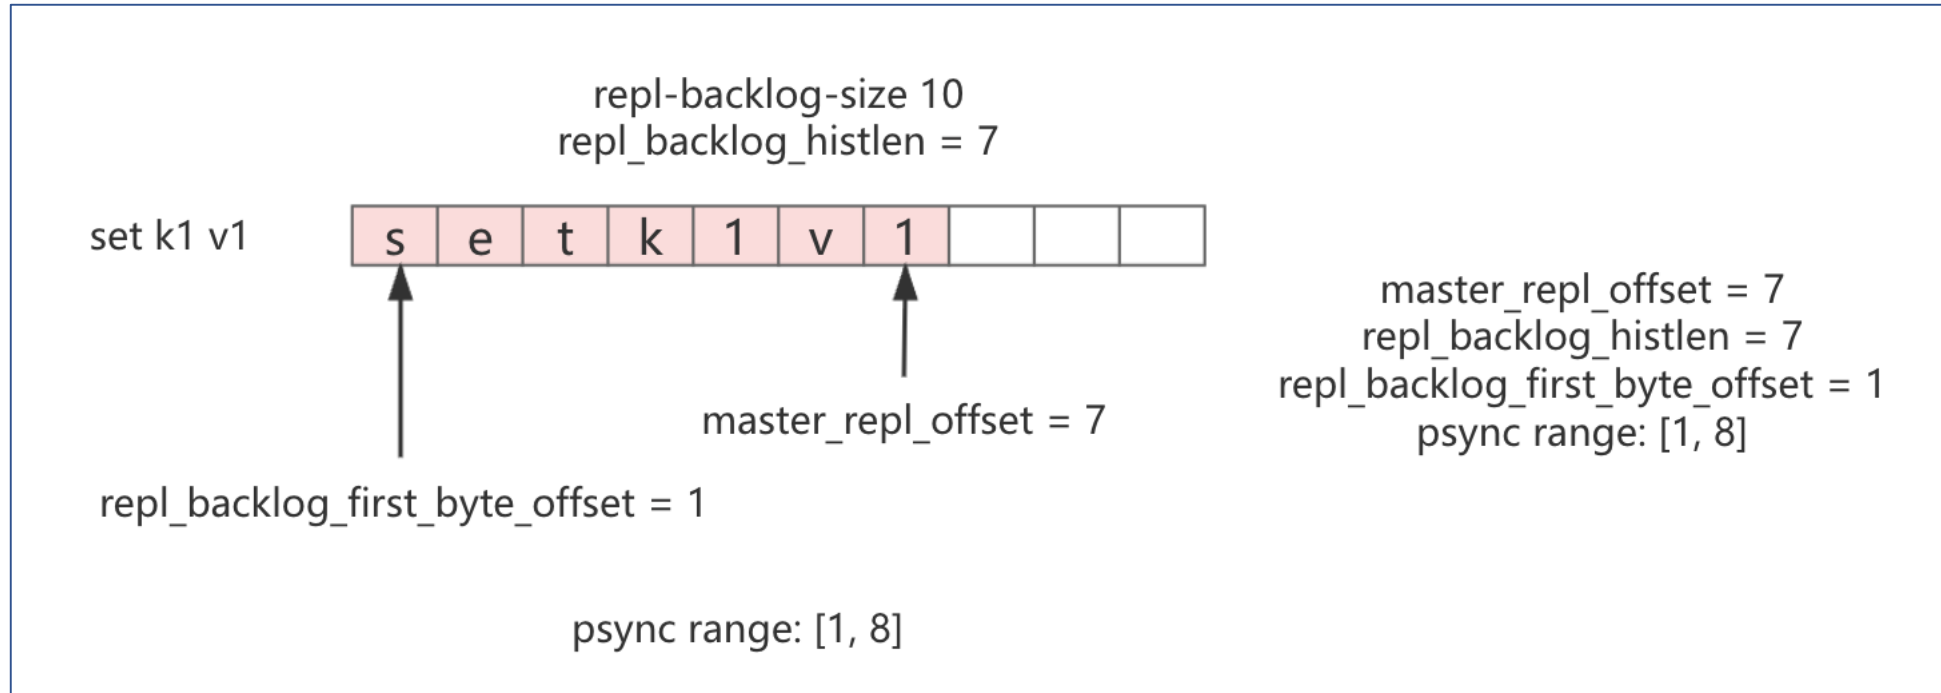 repl-backlog-size 10
repl_backlog_histlen = 7
set k1 v1
s e t k 1 v 1
master_repl_offset = 7
repl_backlog_first_byte_offset = 1
psync range: [1, 8]
master_repl_offset = 7
repl_backlog_histlen = 7
repl_backlog_first_byte_offset = 1
psync range: [1, 8]